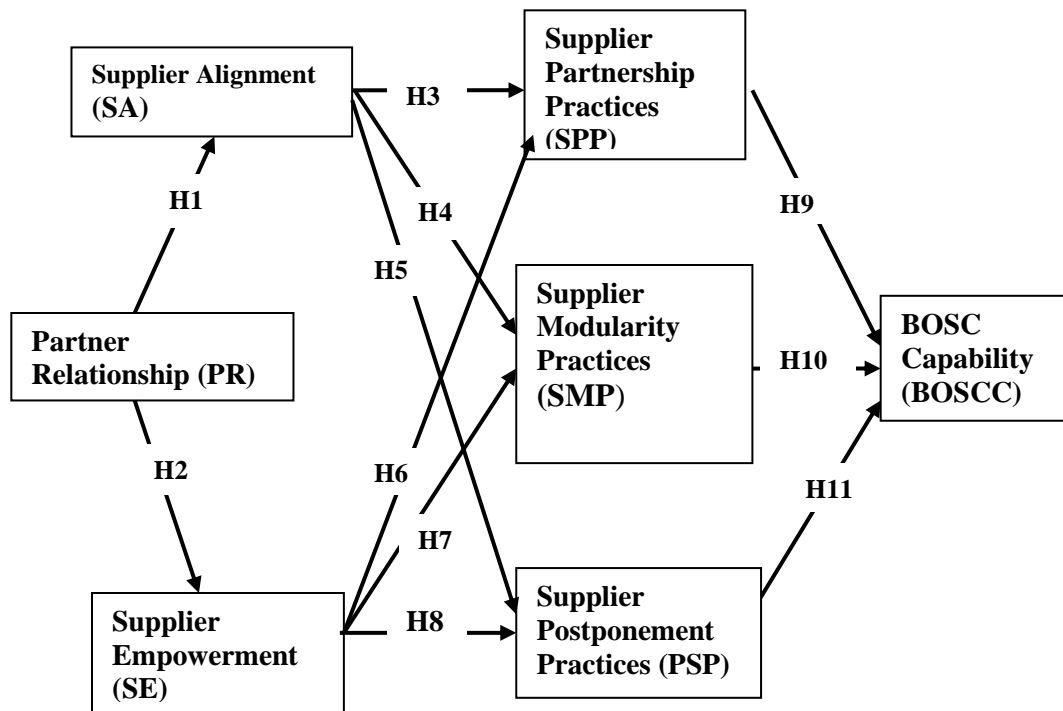 Supplier Alignment
(SA)
H3
Supplier
Partnership
Practices
(SPP)
H1
H4
H9
H5
Partner
Relationship (PR)
Supplier
Modularity
Practices
(SMP)
H10
BOSC
Capability
(BOSCC)
H2
H6
H7
H11
Supplier
Empowerment
(SE)
H8
Supplier
Postponement
Practices (PSP)